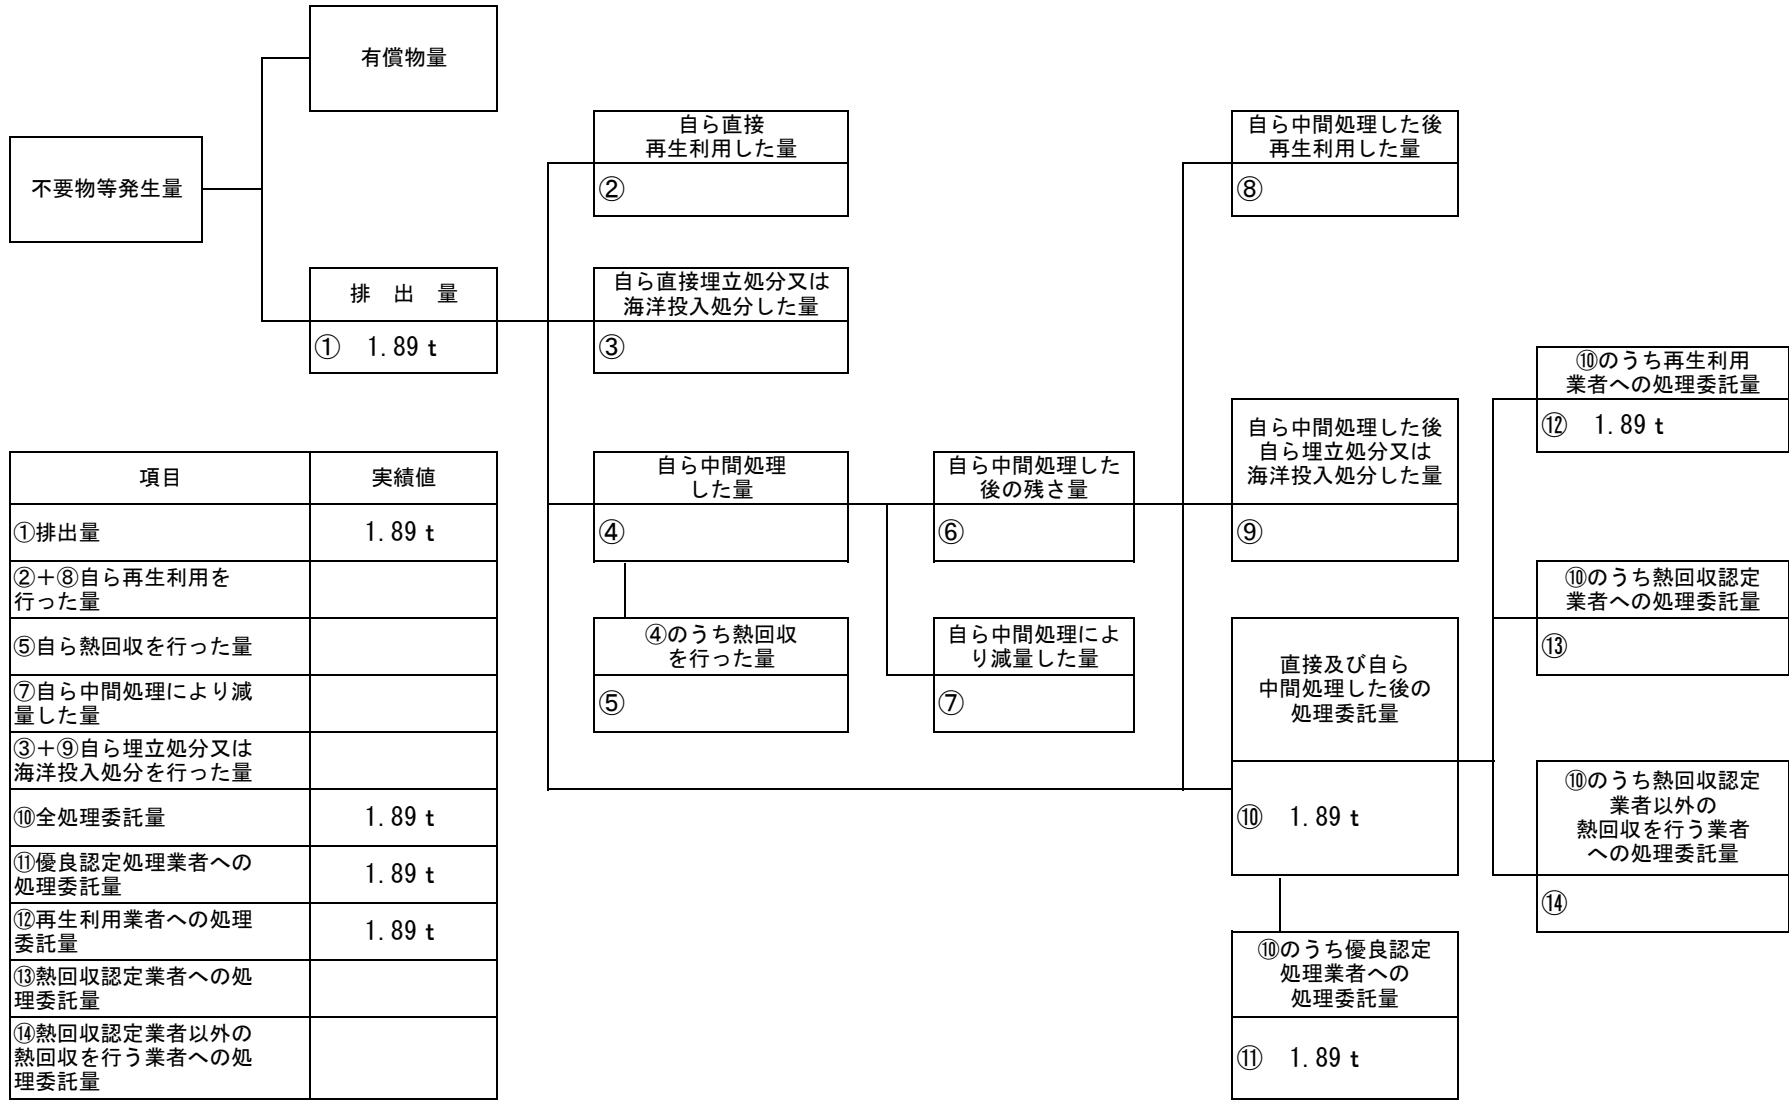 有償物量
不要物等発生量
排　出　量
①　1.89 t
自ら直接
再生利用した量
②
自ら直接埋立処分又は
海洋投入処分した量
③
自ら中間処理
した量
④
④のうち熱回収
を行った量
⑤
自ら中間処理した
後の残さ量
⑥
自ら中間処理によ
り減量した量
⑦
自ら中間処理した後
再生利用した量
⑧
自ら中間処理した後
自ら埋立処分又は
海洋投入処分した量
⑨
直接及び自ら
中間処理した後の
処理委託量
⑩　1.89 t
⑩のうち優良認定
処理業者への
処理委託量
⑪　1.89 t
⑩のうち再生利用
業者への処理委託量
⑫　1.89 t
⑩のうち熱回収認定
業者への処理委託量
⑬
⑩のうち熱回収認定
業者以外の
熱回収を行う業者
への処理委託量
⑭
項目　実績値
①排出量　1.89 t
②＋⑧自ら再生利用を
行った量
⑤自ら熱回収を行った量
⑦自ら中間処理により減
量した量
③＋⑨自ら埋立処分又は
海洋投入処分を行った量
⑩全処理委託量　1.89 t
⑪優良認定処理業者への
処理委託量　1.89 t
⑫再生利用業者への処理
委託量　1.89 t
⑬熱回収認定業者への処
理委託量
⑭熱回収認定業者以外の
熱回収を行う業者への処
理委託量